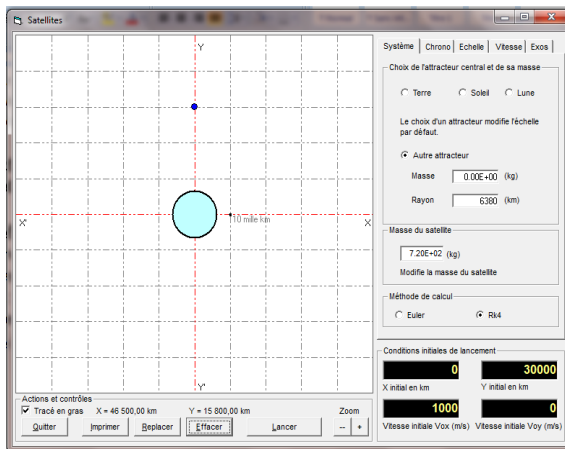 Satellites
Y
X'
X
10 mille km
Y'
Système
Chrono
Echelle
Vitesse
Exos
Choix de l'attracteur central et de sa masse
Terre
Soleil
Lune
Le choix d'un attracteur modifie l'échelle
par défaut.
Autre attracteur
Masse
0.00E+00
(kg)
Rayon
6380
(km)
Masse du satellite
7.20E+02
(kg)
Modifie la masse du satellite
Méthode de calcul
Euler
Rk4
Conditions initiales de lancement
0
30000
X initial en km
Y initial en km
1000
0
Vitesse initiale Vox (m/s)
Vitesse initiale Voy (m/s)
Actions et contrôles
Tracé en gras
X = 46 500,00 km
Y = 15 800,00 km
Zoom
Quitter
Imprimer
Replacer
Effacer
Lancer
--
+